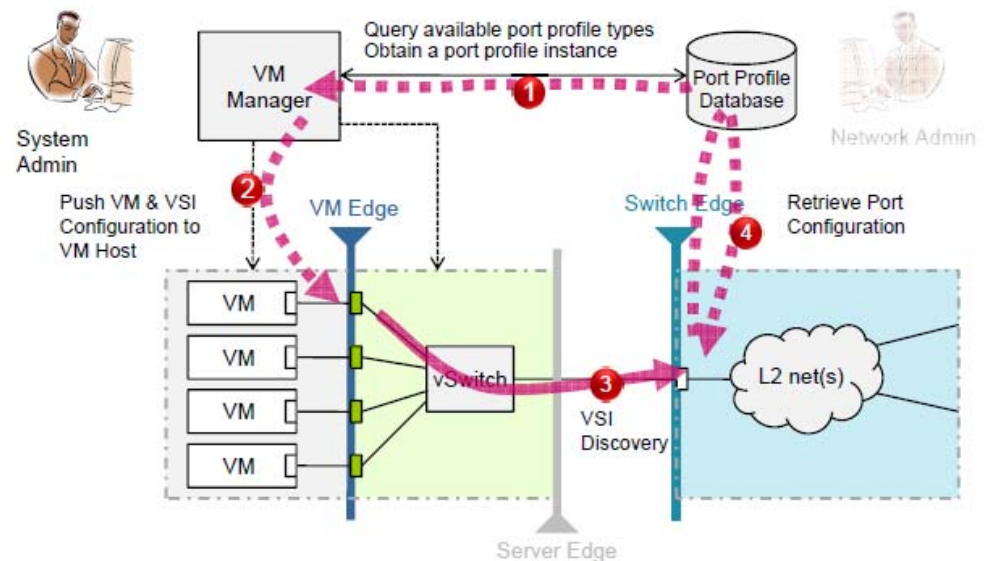 Query available port profile types
Obtain a port profile instance
VM
Manager
1
Port Profile
Database
System
Admin
Network Admin
2
Push VM & VSI
Configuration to
VM Host
VM Edge
Switch Edge
4
Retrieve Port
Configuration
VM
VM
VM
VM
vSwitch
3
VSI
Discovery
L2 net(s)
Server Edge